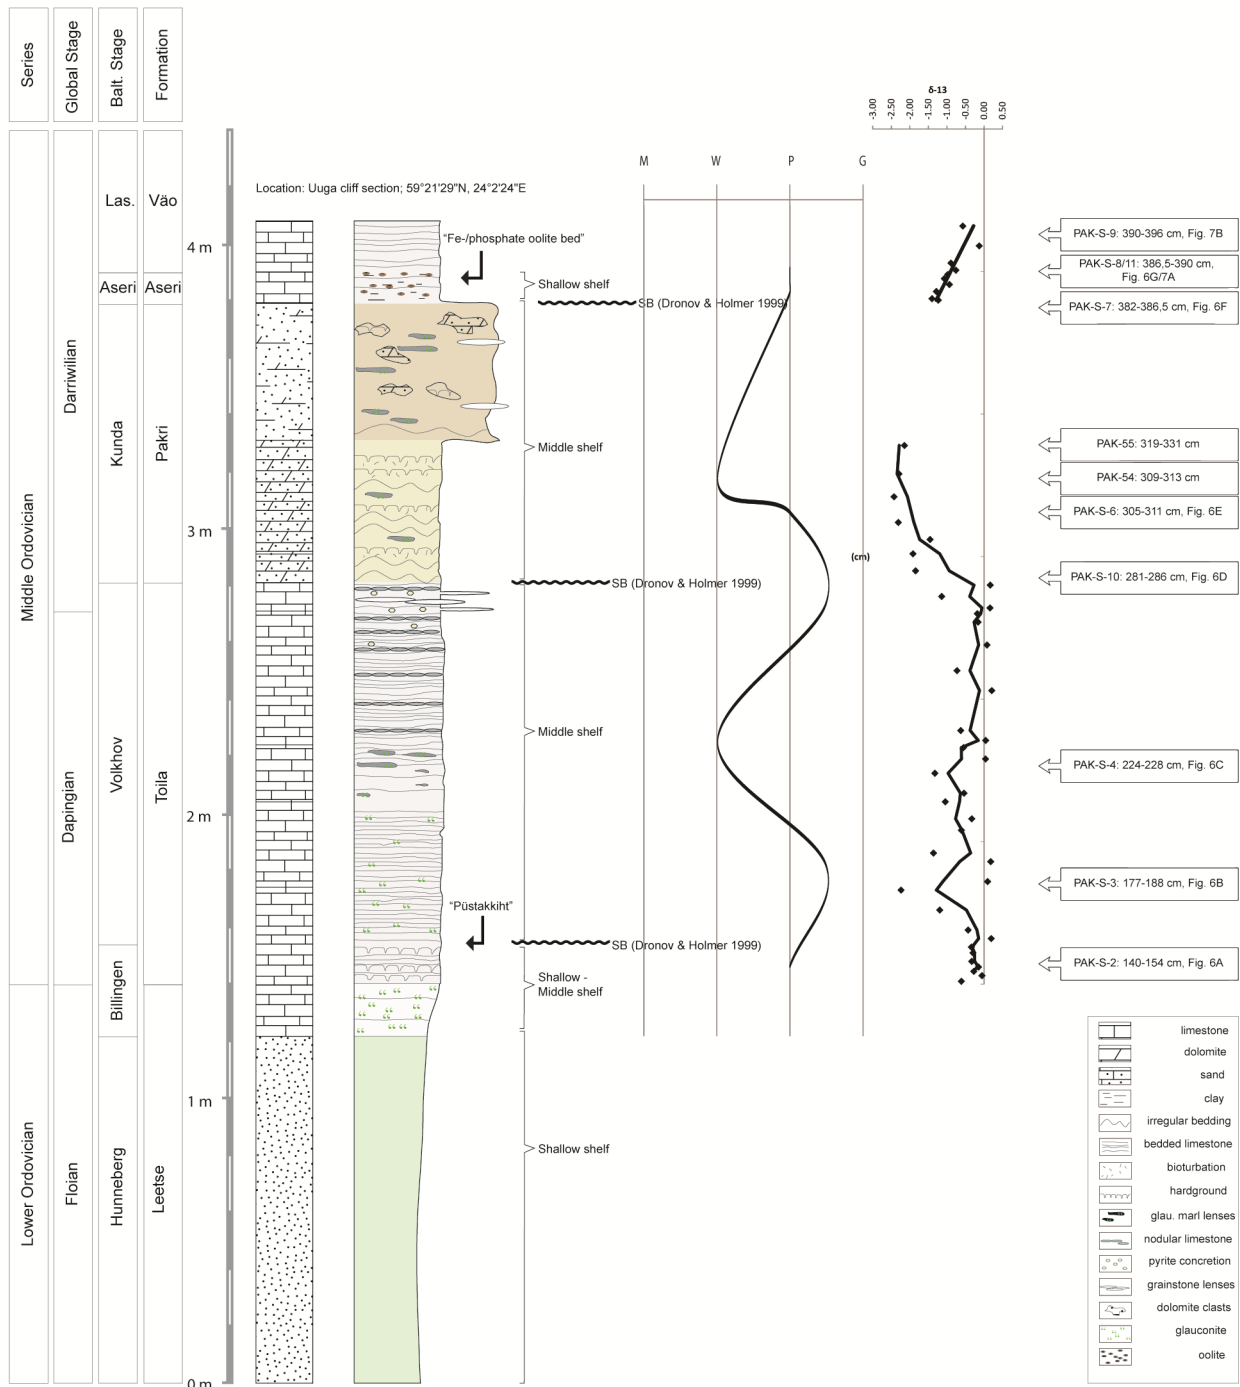 Series
Global Stage
Balt. Stage
Formation
Middle Ordovician
Lower Ordovician
Darriwilian
Dapingian
Floian
Las.
Aseri
Kunda
Volkhov
Billingen
Hunneberg
Väo
Aseri
Pakri
Toila
Leetse
4 m
3 m
2 m
1 m
0 m
Location: Uuga cliff section; 59°21'29"N, 24°2'24"E
"Fe-/phosphate oolite bed"
Shallow shelf
SB (Dronov & Holmer 1999)
Middle shelf
SB (Dronov & Holmer 1999)
Middle shelf
"Püstakkiht"
SB (Dronov & Holmer 1999)
Shallow -
Middle shelf
Shallow shelf
M
W
P
G
(cm)
δ-13
-3.00
-2.50
-2.00
-1.50
-1.00
-0.50
0.00
0.50
PAK-S-9: 390-396 cm, Fig. 7B
PAK-S-8/11: 386,5-390 cm,
Fig. 6G/7A
PAK-S-7: 382-386,5 cm, Fig. 6F
PAK-55: 319-331 cm
PAK-54: 309-313 cm
PAK-S-6: 305-311 cm, Fig. 6E
PAK-S-10: 281-286 cm, Fig. 6D
PAK-S-4: 224-228 cm, Fig. 6C
PAK-S-3: 177-188 cm, Fig. 6B
PAK-S-2: 140-154 cm, Fig. 6A
limestone
dolomite
sand
clay
irregular bedding
bedded limestone
bioturbation
hardground
glau. marl lenses
nodular limestone
pyrite concretion
grainstone lenses
dolomite clasts
glauconite
oolite